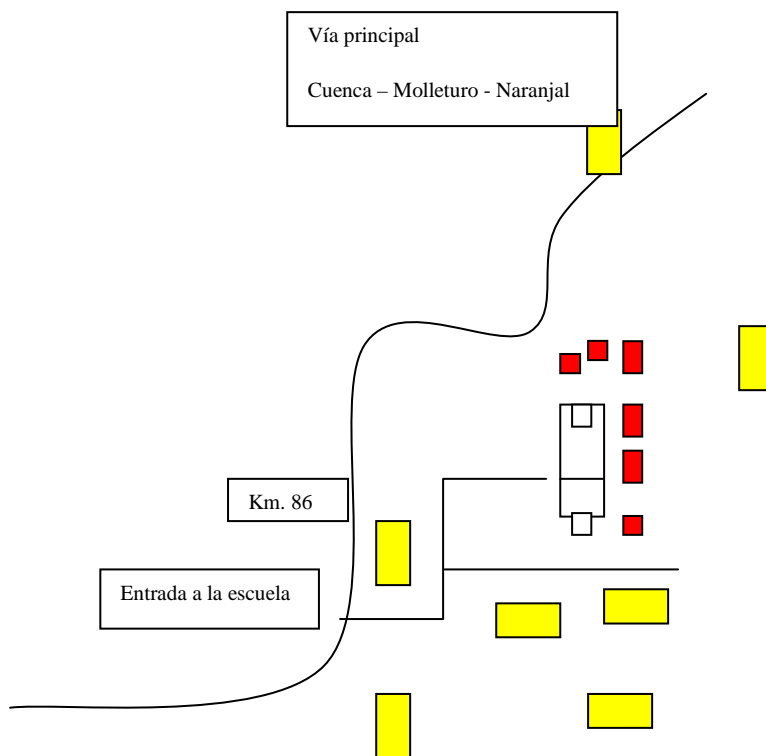 Vía principal
Cuenca – Molleturo - Naranjal
Km. 86
Entrada a la escuela